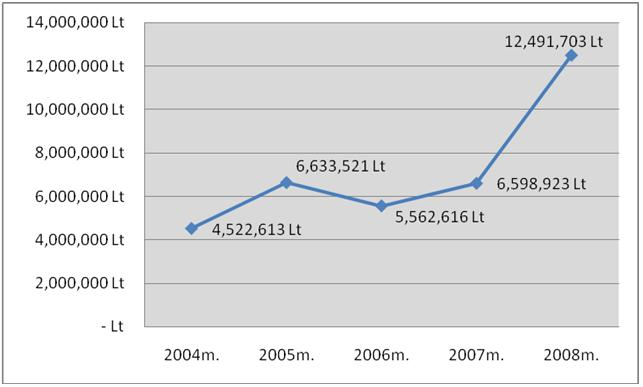 14,000,000 Lt
12,000,000 Lt
10,000,000 Lt
8,000,000 Lt
6,000,000 Lt
4,000,000 Lt
2,000,000 Lt
- Lt
4,522,613 Lt
6,633,521 Lt
5,562,616 Lt
6,598,923 Lt
12,491,703 Lt
2004m.
2005m.
2006m.
2007m.
2008m.